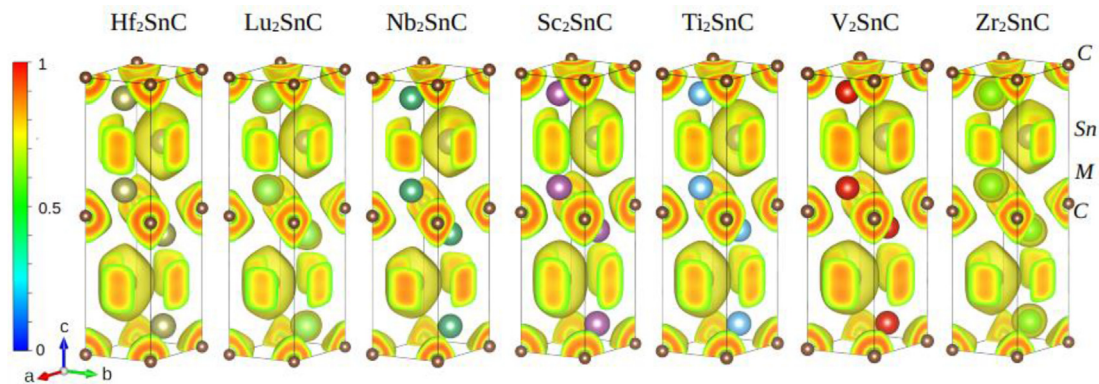 Hf₂SnC Lu₂SnC Nb₂SnC Sc₂SnC Ti₂SnC V₂SnC Zr₂SnC
C
1
Sn
M
0.5
C
0
c
a
b